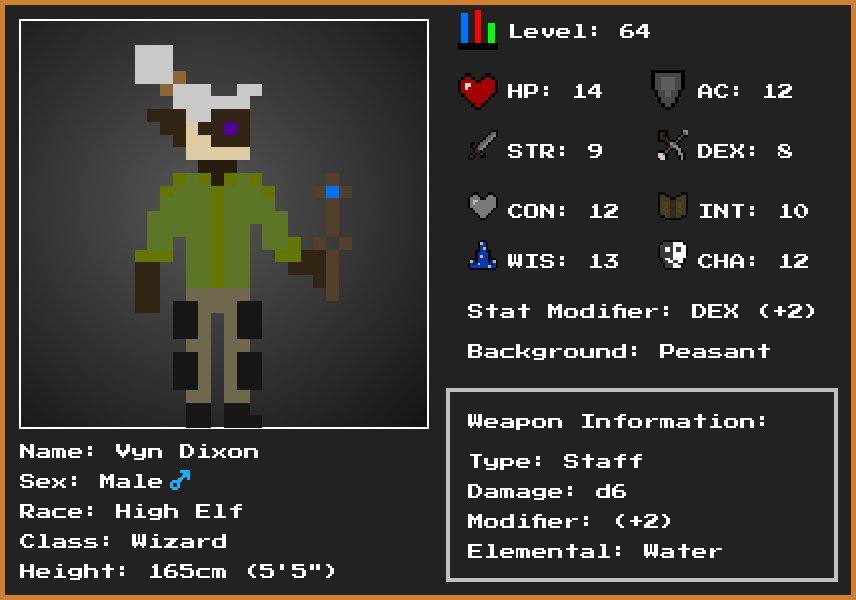 Level: 64
HP: 14 AC: 12
STR: 9 DEX: 8
CON: 12 INT: 10
WIS: 13 CHA: 12
Stat Modifier: DEX (+2)
Background: Peasant
Weapon Information:
Type: Staff
Damage: d6
Modifier: (+2)
Elemental: Water
Name: Vyn Dixon
Sex: Male♂
Race: High Elf
Class: Wizard
Height: 165cm (5'5")